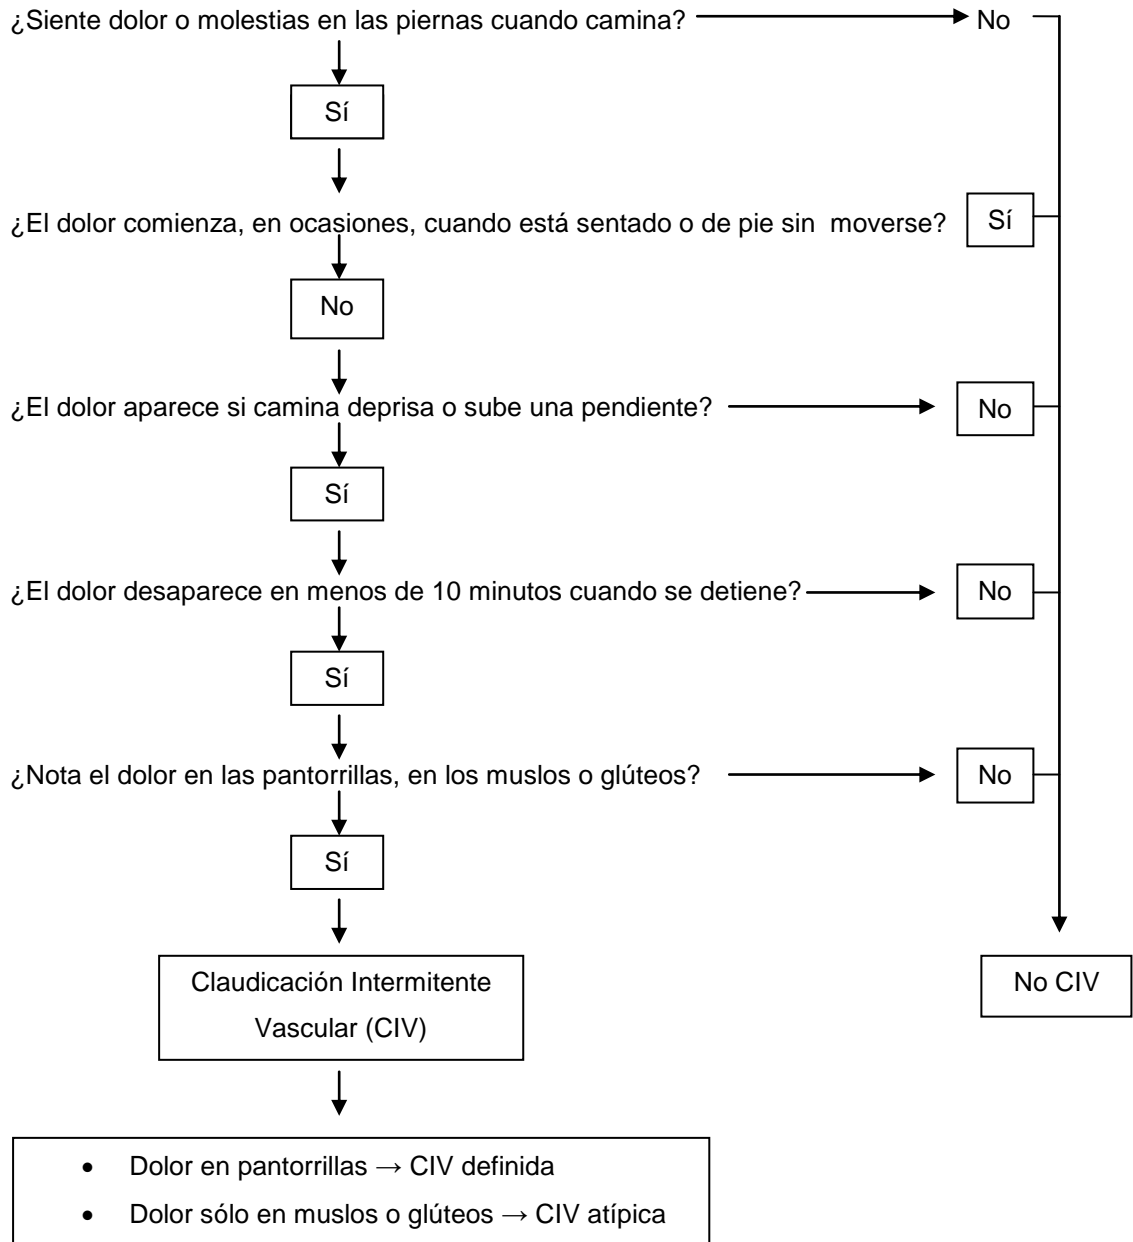 ¿Siente dolor o molestias en las piernas cuando camina? No
Sí
¿El dolor comienza, en ocasiones, cuando está sentado o de pie sin moverse? Sí
No
¿El dolor aparece si camina deprisa o sube una pendiente? No
Sí
¿El dolor desaparece en menos de 10 minutos cuando se detiene? No
Sí
¿Nota el dolor en las pantorrillas, en los muslos o glúteos? No
Sí
Claudicación Intermitente
Vascular (CIV)
No CIV
• Dolor en pantorrillas → CIV definida
• Dolor sólo en muslos o glúteos → CIV atípica